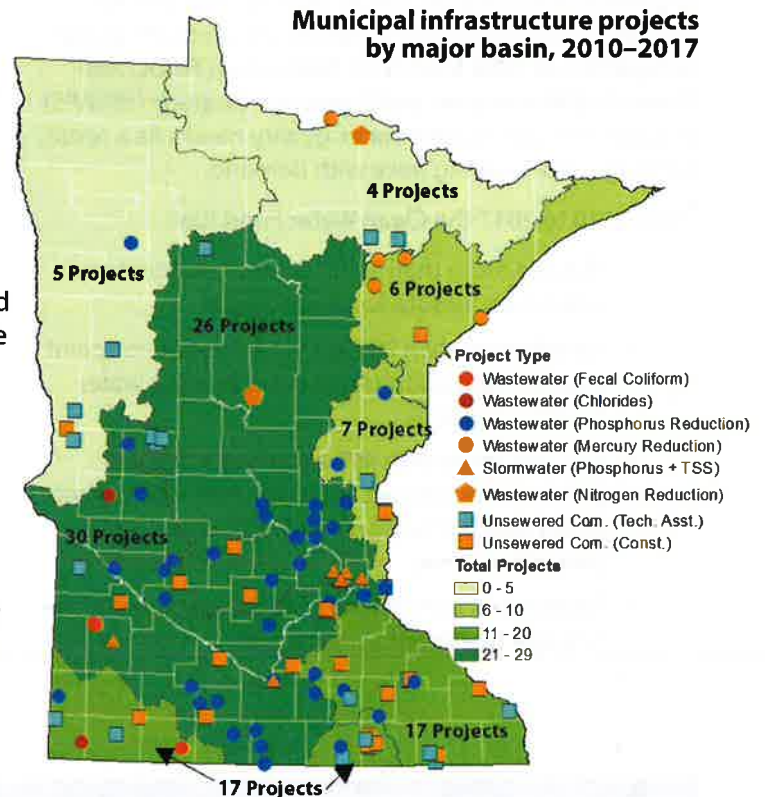 Municipal infrastructure projects
by major basin, 2010–2017
4 Projects
5 Projects
6 Projects
26 Projects
d
e
Project Type
Wastewater (Fecal Coliform)
Wastewater (Chlorides)
Wastewater (Phosphorus Reduction)
7 Projects
Wastewater (Mercury Reduction)
Stormwater (Phosphorus + TSS)
Wastewater (Nitrogen Reduction)
Unsewered Com. (Tech. Asst.)
30 Projects
Unsewered Com. (Const.)
Total Projects
0 - 5
6 - 10
11 - 20
21 - 29
17 Projects
17 Projects